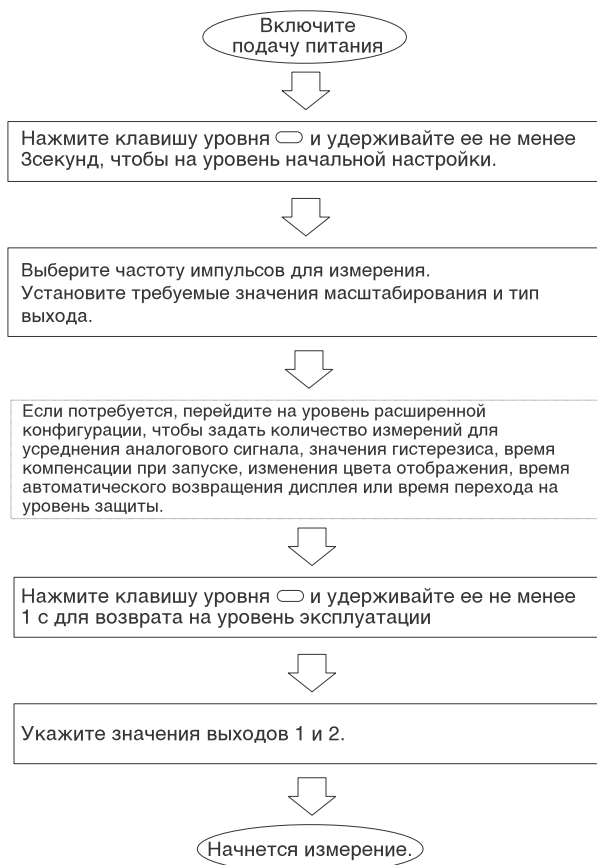 Включите
подачу питания
Нажмите клавишу уровня и удерживайте ее не менее
3секунд, чтобы на уровень начальной настройки.
Выберите частоту импульсов для измерения.
Установите требуемые значения масштабирования и тип
выхода.
Если потребуется, перейдите на уровень расширенной
конфигурации, чтобы задать количество измерений для
усреднения аналогового сигнала, значения гистерезиса, время
компенсации при запуске, изменения цвета отображения, время
автоматического возвращения дисплея или время перехода на
уровень защиты.
Нажмите клавишу уровня и удерживайте ее не менее
1 с для возврата на уровень эксплуатации
Укажите значения выходов 1 и 2.
Начнется измерение.